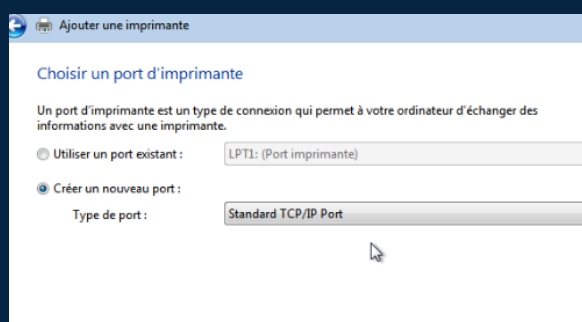 Ajouter une imprimante
Choisir un port d'imprimante
Un port d'imprimante est un type de connexion qui permet à votre ordinateur d'échanger des
informations avec une imprimante.
Utiliser un port existant :
LPT1: (Port imprimante)
Créer un nouveau port :
Type de port :
Standard TCP/IP Port